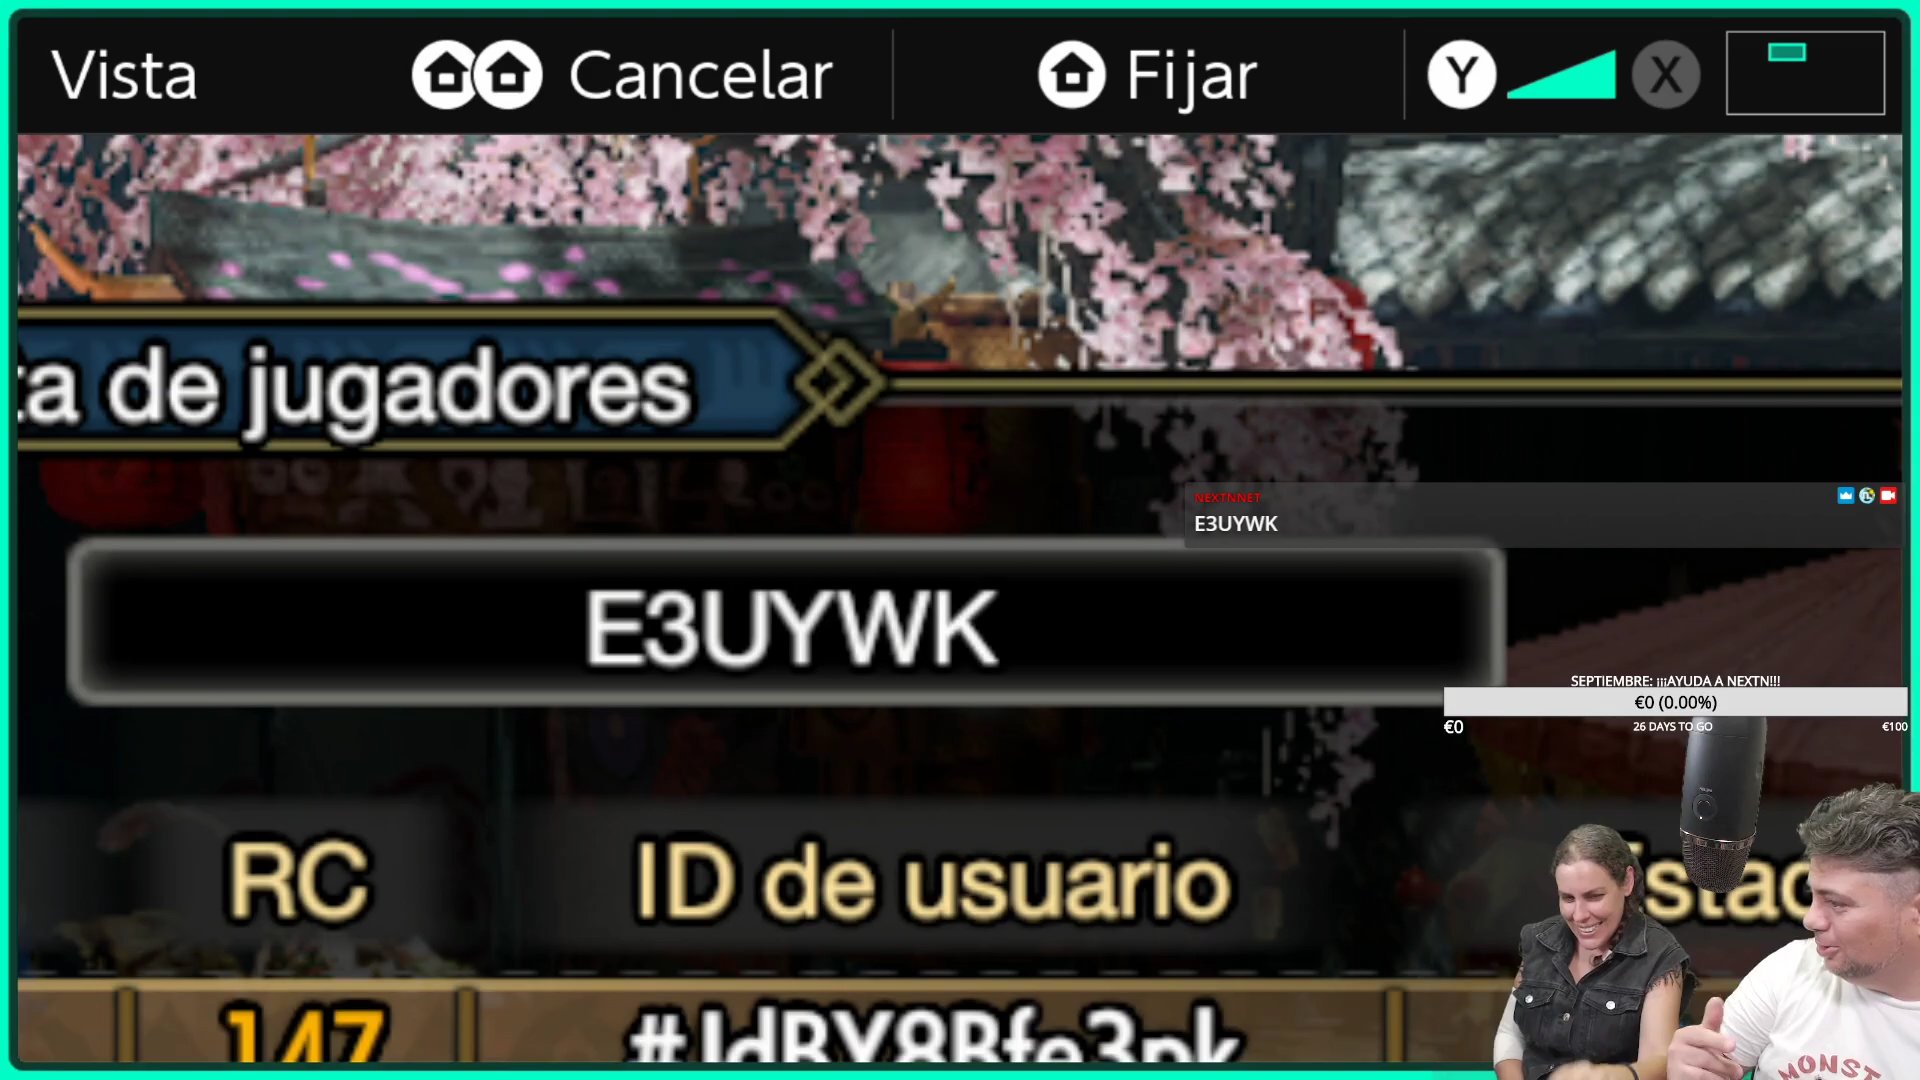 Vista
Cancelar
Fijar
Y
X
de jugadores
NEXTNNET
E3UYWK
E3UYWK
SEPTIEMBRE: ¡¡¡AYUDA A NEXTN!!!
€0 (0.00%)
€0
26 DAYS TO GO
€100
RC
ID de usuario
147
MONST